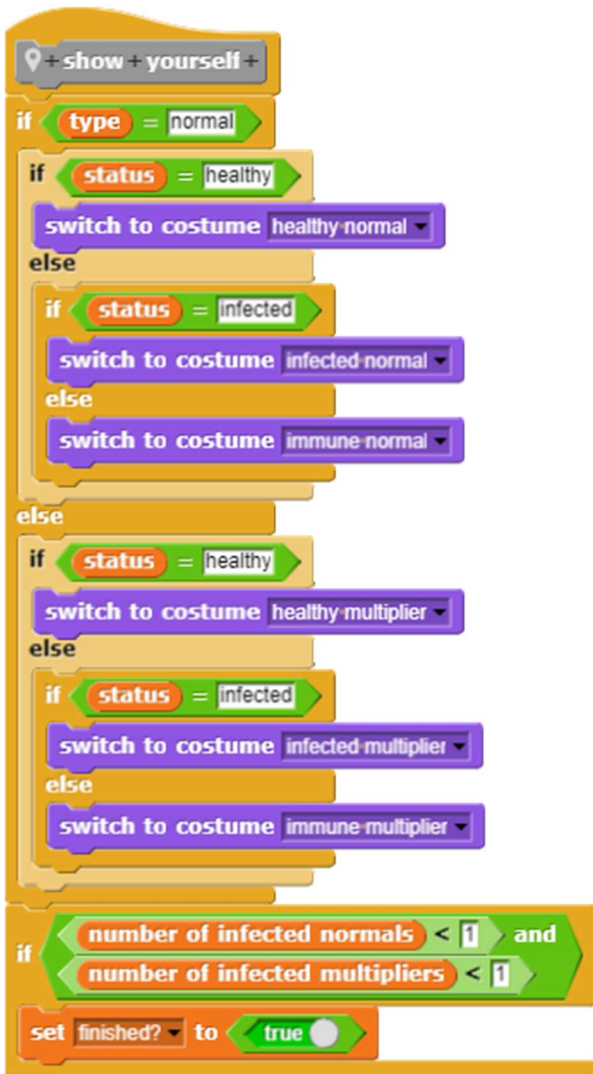 + show + yourself +
if type = normal
if status = healthy
switch to costume healthy normal
else
if status = infected
switch to costume infected normal
else
switch to costume immune normal
else
if status = healthy
switch to costume healthy multiplier
else
if status = infected
switch to costume infected multiplier
else
switch to costume immune multiplier
if number of infected normals < 1 and
number of infected multipliers < 1
set finished? to true